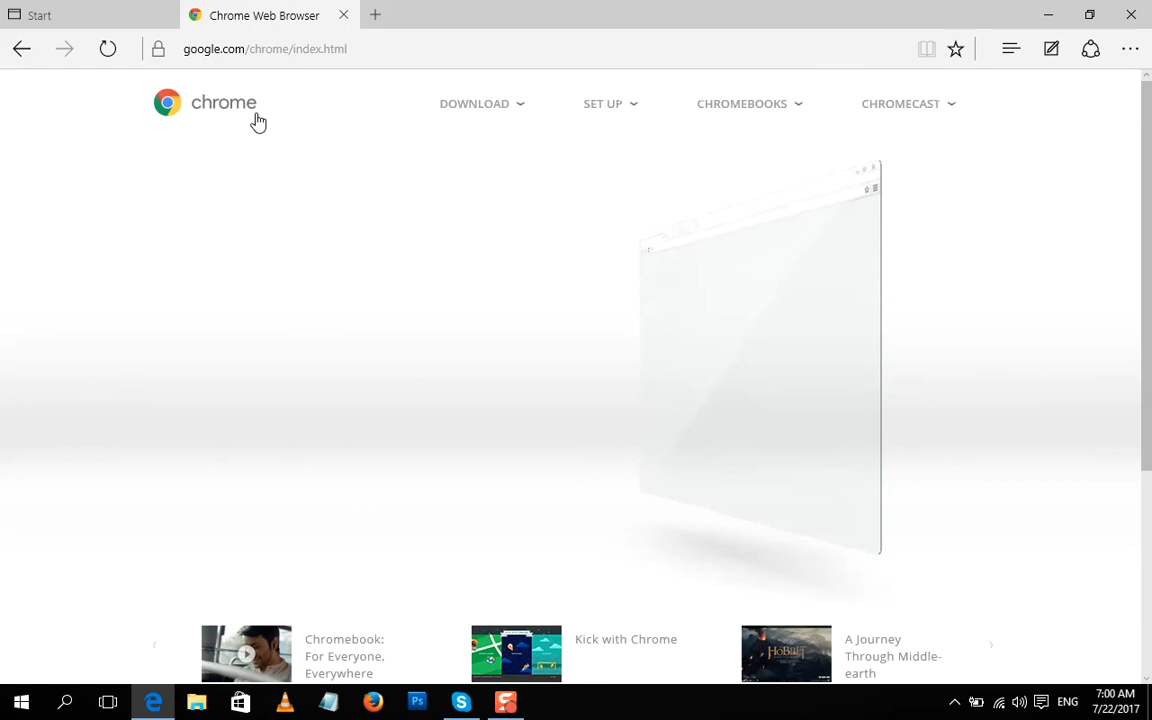 Start
Chrome Web Browser
google.com/chrome/index.html
chrome
DOWNLOAD
SET UP
CHROMEBOOKS
CHROMECAST
Chromebook:
For Everyone,
Everywhere
Kick with Chrome
HOBBIT
A Journey
Through Middle-
earth
Ps
ENG
7:00 AM
7/22/2017